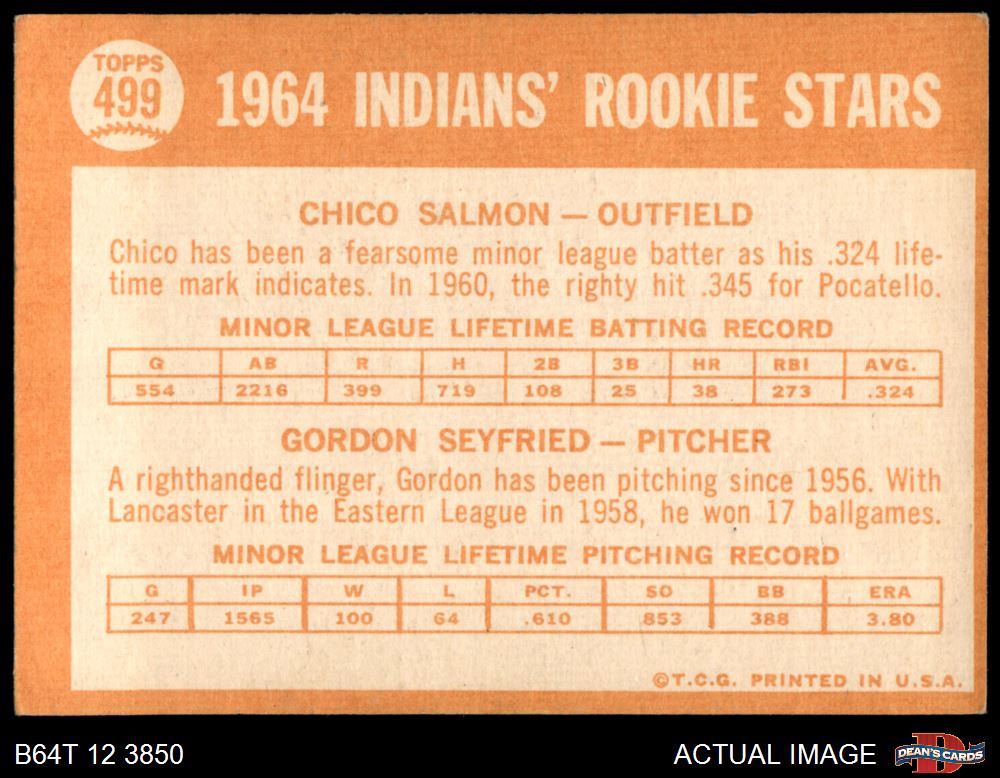 TOPPS
499
1964 INDIANS' ROOKIE STARS
CHICO SALMON — OUTFIELD
Chico has been a fearsome minor league batter as his .324 life-
time mark indicates. In 1960, the righty hit .345 for Pocatello.
MINOR LEAGUE LIFETIME BATTING RECORD
G AB R H 2B 3B HR RBI AVG.
554 2216 399 719 108 25 38 273 .324
GORDON SEYFRIED — PITCHER
A righthanded flinger, Gordon has been pitching since 1956. With
Lancaster in the Eastern League in 1958, he won 17 ballgames.
MINOR LEAGUE LIFETIME PITCHING RECORD
G IP W L PCT. SO BB ERA
247 1565 100 64 .610 853 388 3.80
©T.C.G. PRINTED IN U.S.A.
B64T 12 3850
ACTUAL IMAGE
DEAN'S CARDS